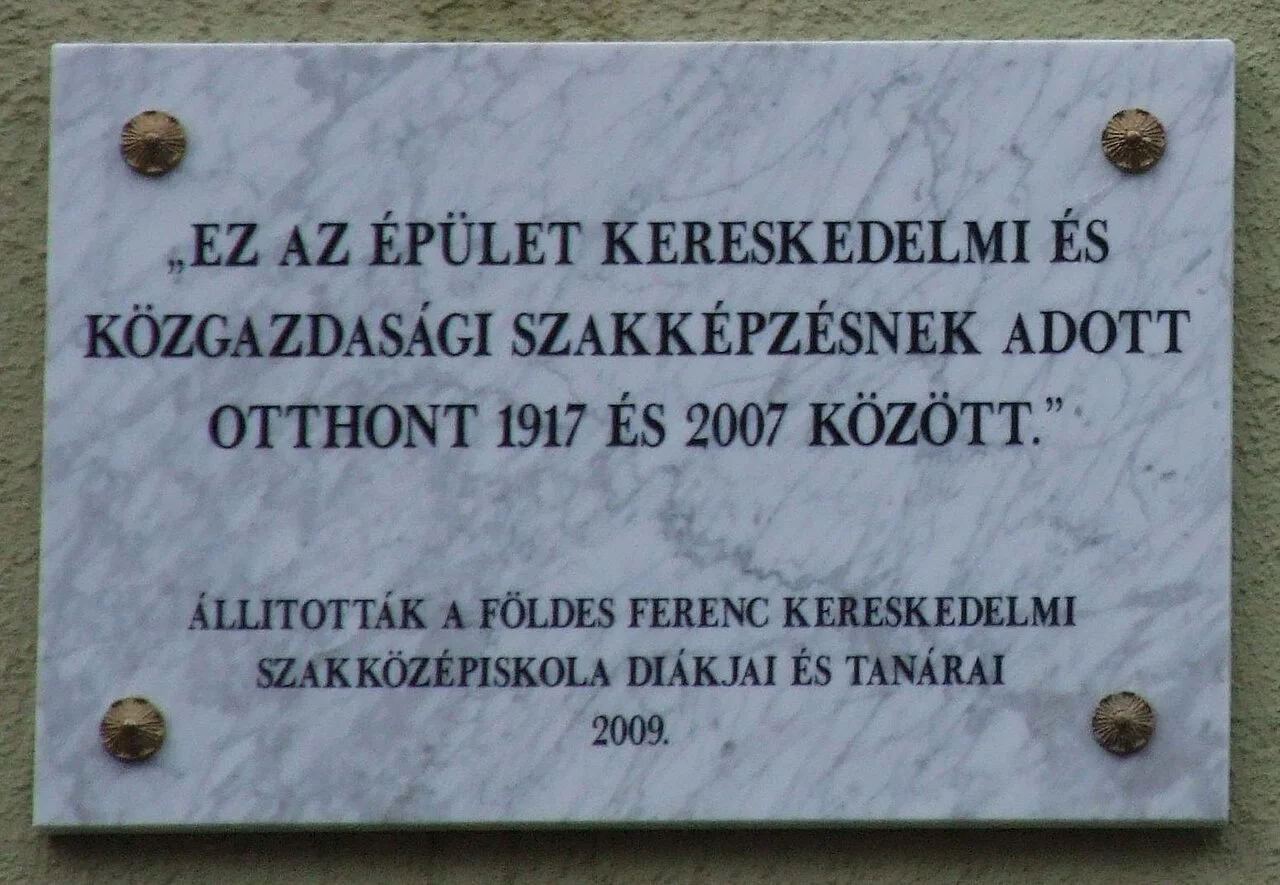 „EZ AZ ÉPÜLET KERESKEDELMI ÉS
KÖZGAZDASÁGI SZAKKÉPZÉSNEK ADOTT
OTTHONT 1917 ÉS 2007 KÖZÖTT.”
ÁLLITOTTÁK A FÖLDES FERENC KERESKEDELMI
SZAKKÖZÉPISKOLA DIÁKJAI ÉS TANÁRAI
2009.